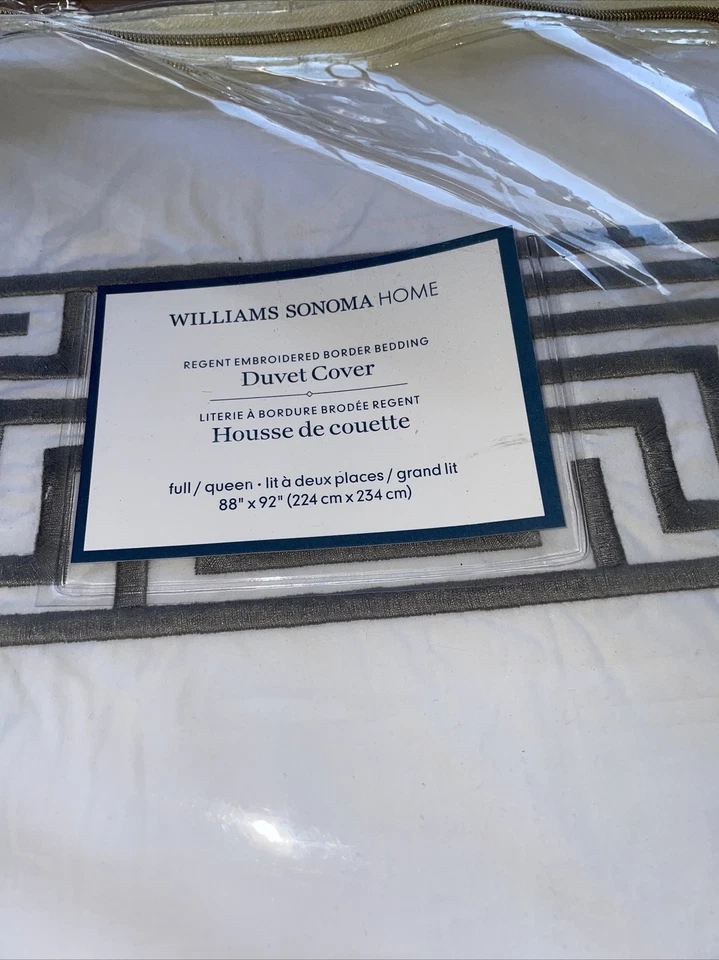 WILLIAMS SONOMA HOME
REGENT EMBROIDERED BORDER BEDDING
Duvet Cover
LITERIE À BORDURE BRODÉE REGENT
Housse de couette
full / queen • lit à deux places / grand lit
88" x 92" (224 cm x 234 cm)